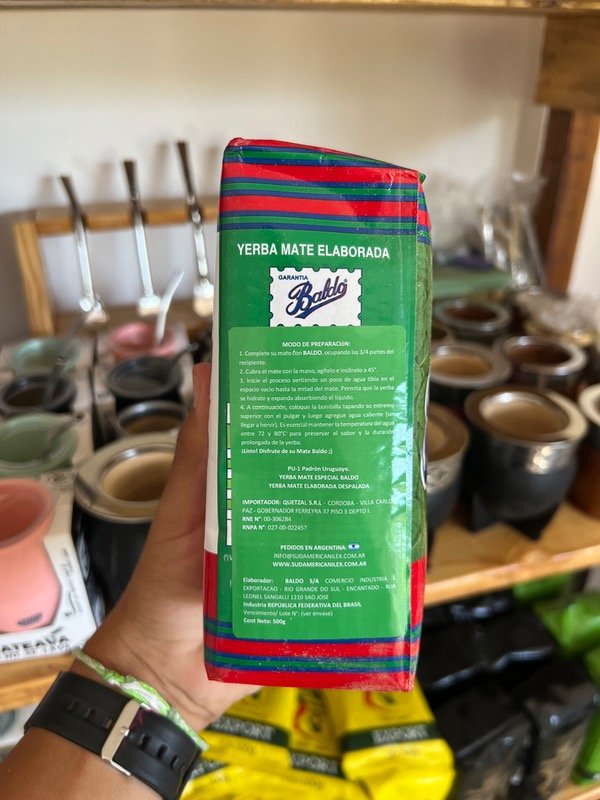 YERBA MATE ELABORADA
GARANTIA
Baldo
MODO DE PREPARACIÓN:
1. Complete su mate con BALDO, ocupando las 3/4 partes del
recipiente.
2. Cubra el mate con la mano, agítelo e inclínelo a 45°.
3. Inicie el proceso vertiendo un poco de agua tibia en el
espacio vacío hasta la mitad del mate. Permita que la yerba
se hidrate y expanda absorbiendo el líquido.
4. A continuación, coloque la bombilla tapando su extremo
superior con el pulgar y luego agregue agua caliente (sin
llegar a hervir). Es esencial mantener la temperatura del agua
entre 72 y 80°C para preservar el sabor y la duración
prolongada de la yerba.
¡Listo! Disfrute de su Mate Baldo ;)
PU-1 Padrón Uruguayo.
YERBA MATE ESPECIAL BALDO
YERBA MATE ELABORADA DESPALADA
IMPORTADOR: QUETZAL S.R.L - CORDOBA - VILLA CARLO
PAZ - GOBERNADOR FERREYRA 37 PISO 3 DEPTO I
RNE N°: 00-306284
RNPA N°: 027-00-022457
PEDIDOS EN ARGENTINA:
INFO@SUDAMERICANILEX.COM.AR
WWW.SUDAMERICANILEX.COM.AR
Elaborador: BALDO S/A COMERCIO INDUSTRIA E
EXPORTACAO - RIO GRANDE DO SUL - ENCANTADO - RUA
LEONEL SANGALLI 1210 SAO JOSE
Industria REPÚBLICA FEDERATIVA DEL BRASIL
Vencimiento/ Lote N°: (ver envase)
Cont Neto: 500g
EXPORT